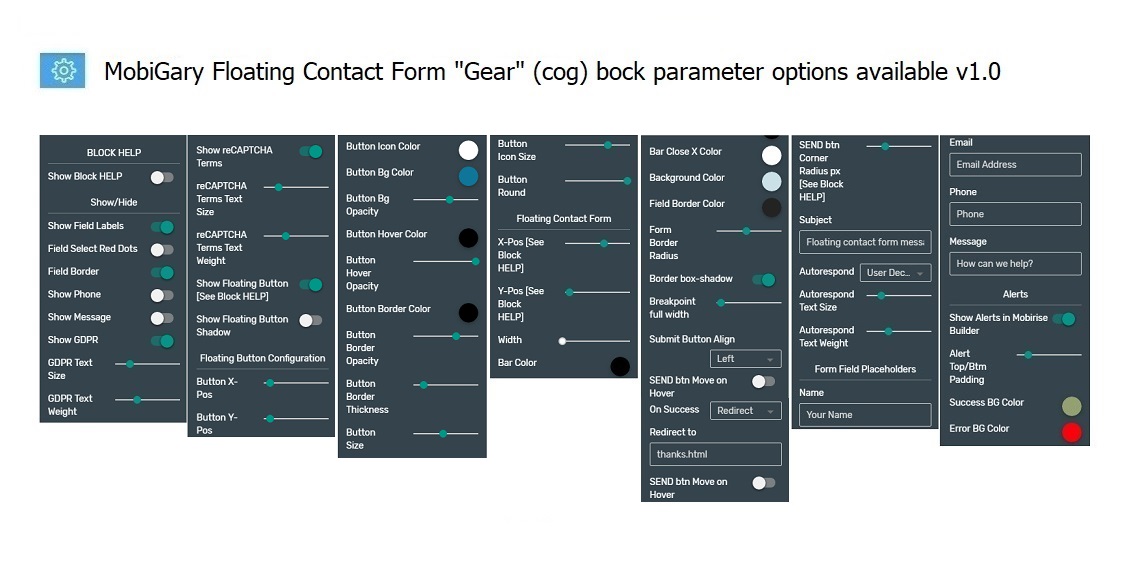 MobiGary Floating Contact Form "Gear" (cog) bock parameter options available v1.0
BLOCK HELP
Show Block HELP
Show/Hide
Show Field Labels
Field Select Red Dots
Field Border
Show Phone
Show Message
Show GDPR
GDPR Text
Size
GDPR Text
Weight
Show reCAPTCHA
Terms
reCAPTCHA
Terms Text
Size
reCAPTCHA
Terms Text
Weight
Show Floating Button
[See Block HELP]
Show Floating Button
Shadow
Floating Button Configuration
Button X-
Pos
Button Y-
Pos
Button Icon Color
Button Bg Color
Button Bg
Opacity
Button Hover Color
Button
Hover
Opacity
Button Border Color
Button
Border
Opacity
Button
Border
Thickness
Button
Size
Button
Icon Size
Button
Round
Floating Contact Form
X-Pos [See
Block
HELP]
Y-Pos [See
Block
HELP]
Width
Bar Color
Bar Close X Color
Background Color
Field Border Color
Form
Border
Radius
Border box-shadow
Breakpoint
full width
Submit Button Align
Left
SEND btn Move on
Hover
On Success
Redirect
Redirect to
thanks.html
SEND btn Move on
Hover
SEND btn
Corner
Radius px
[See Block
HELP]
Subject
Floating contact form messa
Autorespond
User Dec...
Autorespond
Text Size
Autorespond
Text Weight
Form Field Placeholders
Name
Your Name
Email
Email Address
Phone
Phone
Message
How can we help?
Alerts
Show Alerts in Mobirise
Builder
Alert
Top/Btm
Padding
Success BG Color
Error BG Color